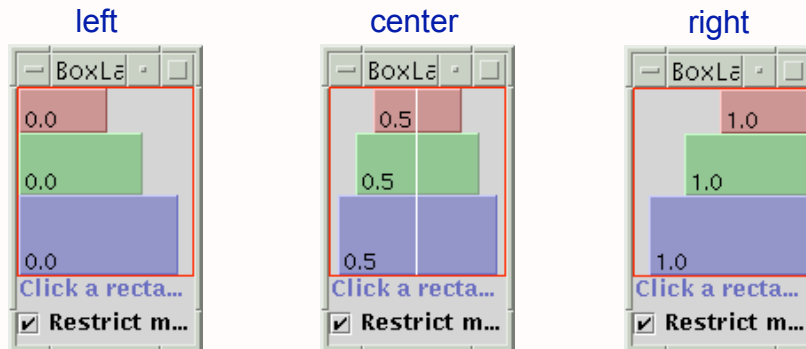 left center right
BoxLa BoxLa BoxLa
0.0 0.5 1.0
0.0 0.5 1.0
0.0 0.5 1.0
Click a recta... Click a recta... Click a recta...
Restrict m... Restrict m... Restrict m...